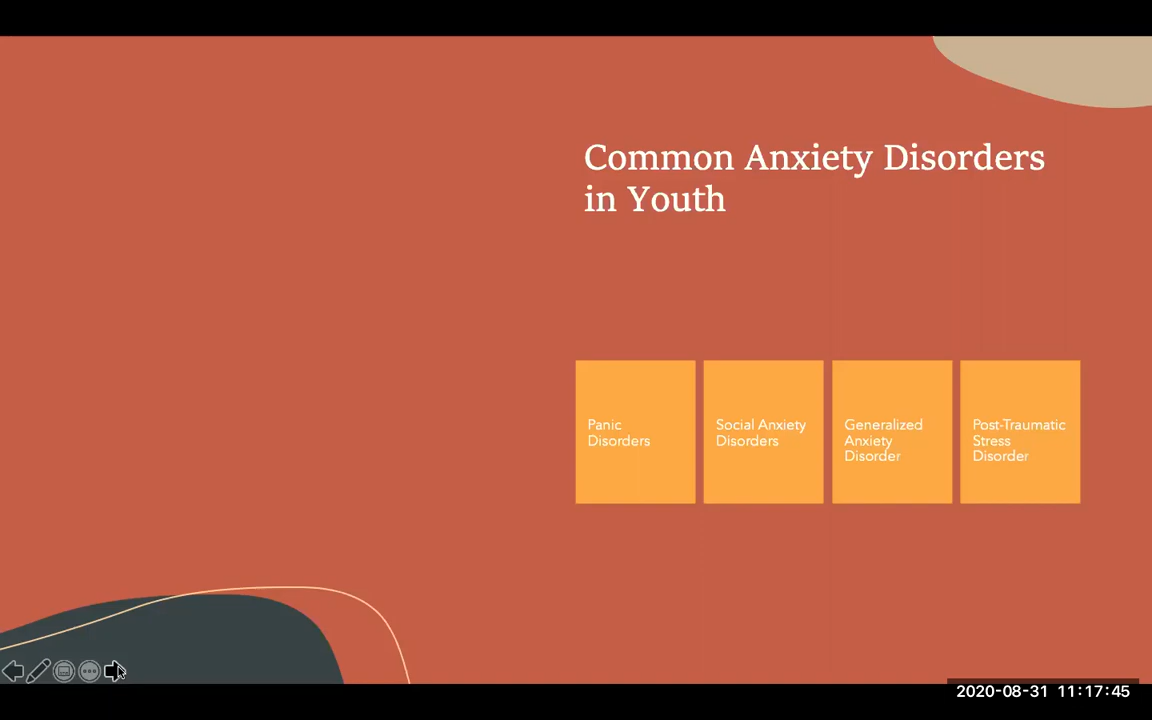 Common Anxiety Disorders
in Youth
Panic
Disorders
Social Anxiety
Disorders
Generalized
Anxiety
Disorder
Post-Traumatic
Stress
Disorder
2020-08-31 11:17:45